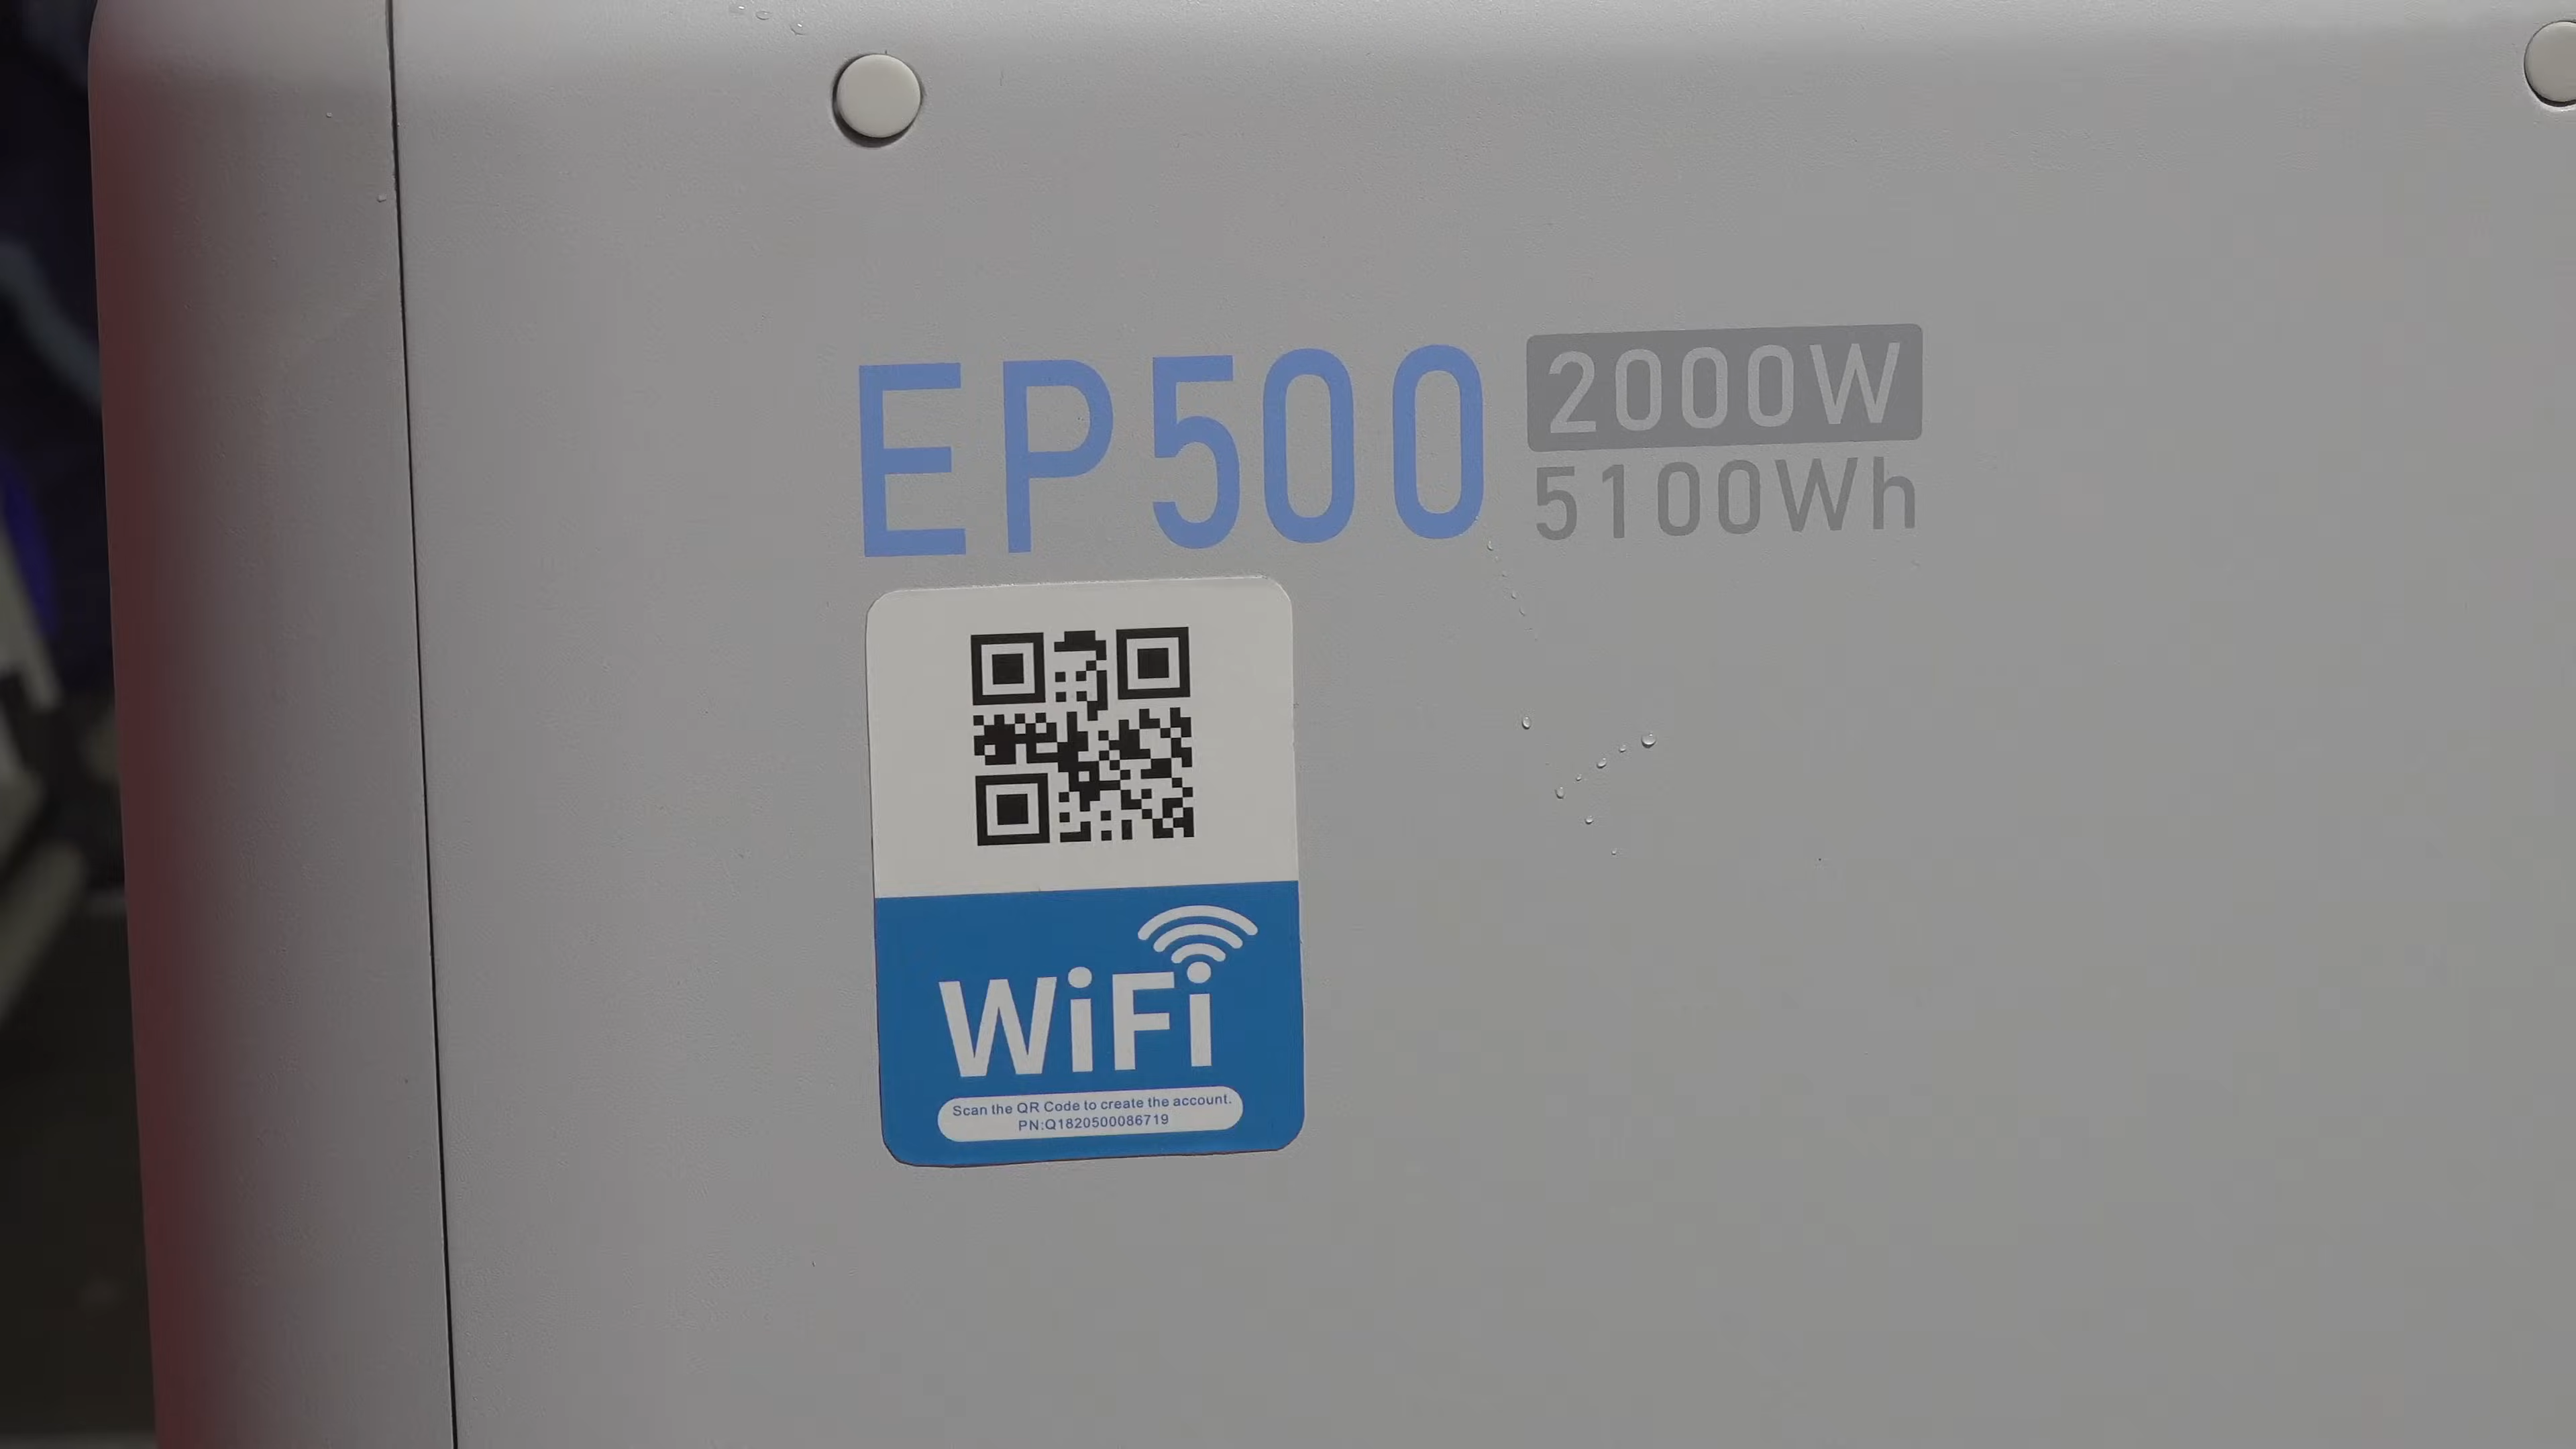 EP500
2000W
5100Wh
WiFi
Scan the QR Code to create the account.
PN:Q1820500086719